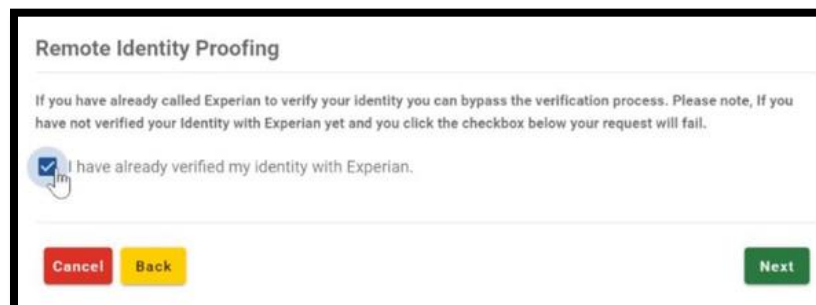 Remote Identity Proofing
If you have already called Experian to verify your identity you can bypass the verification process. Please note, If you
have not verified your Identity with Experian yet and you click the checkbox below your request will fail.
I have already verified my identity with Experian.
Cancel Back Next